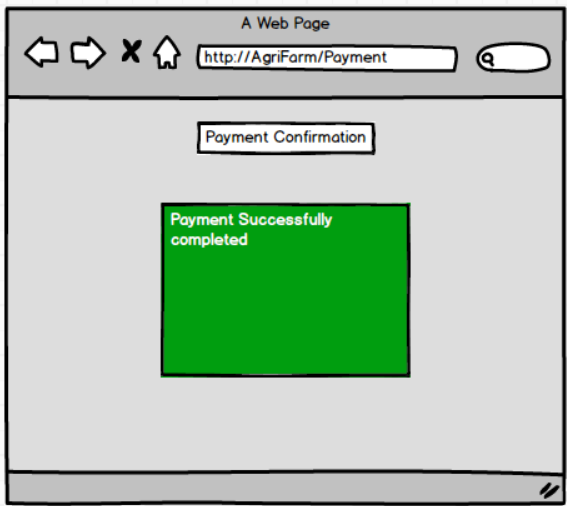 A Web Page
http://AgriFarm/Payment
Payment Confirmation
Payment Successfully
completed